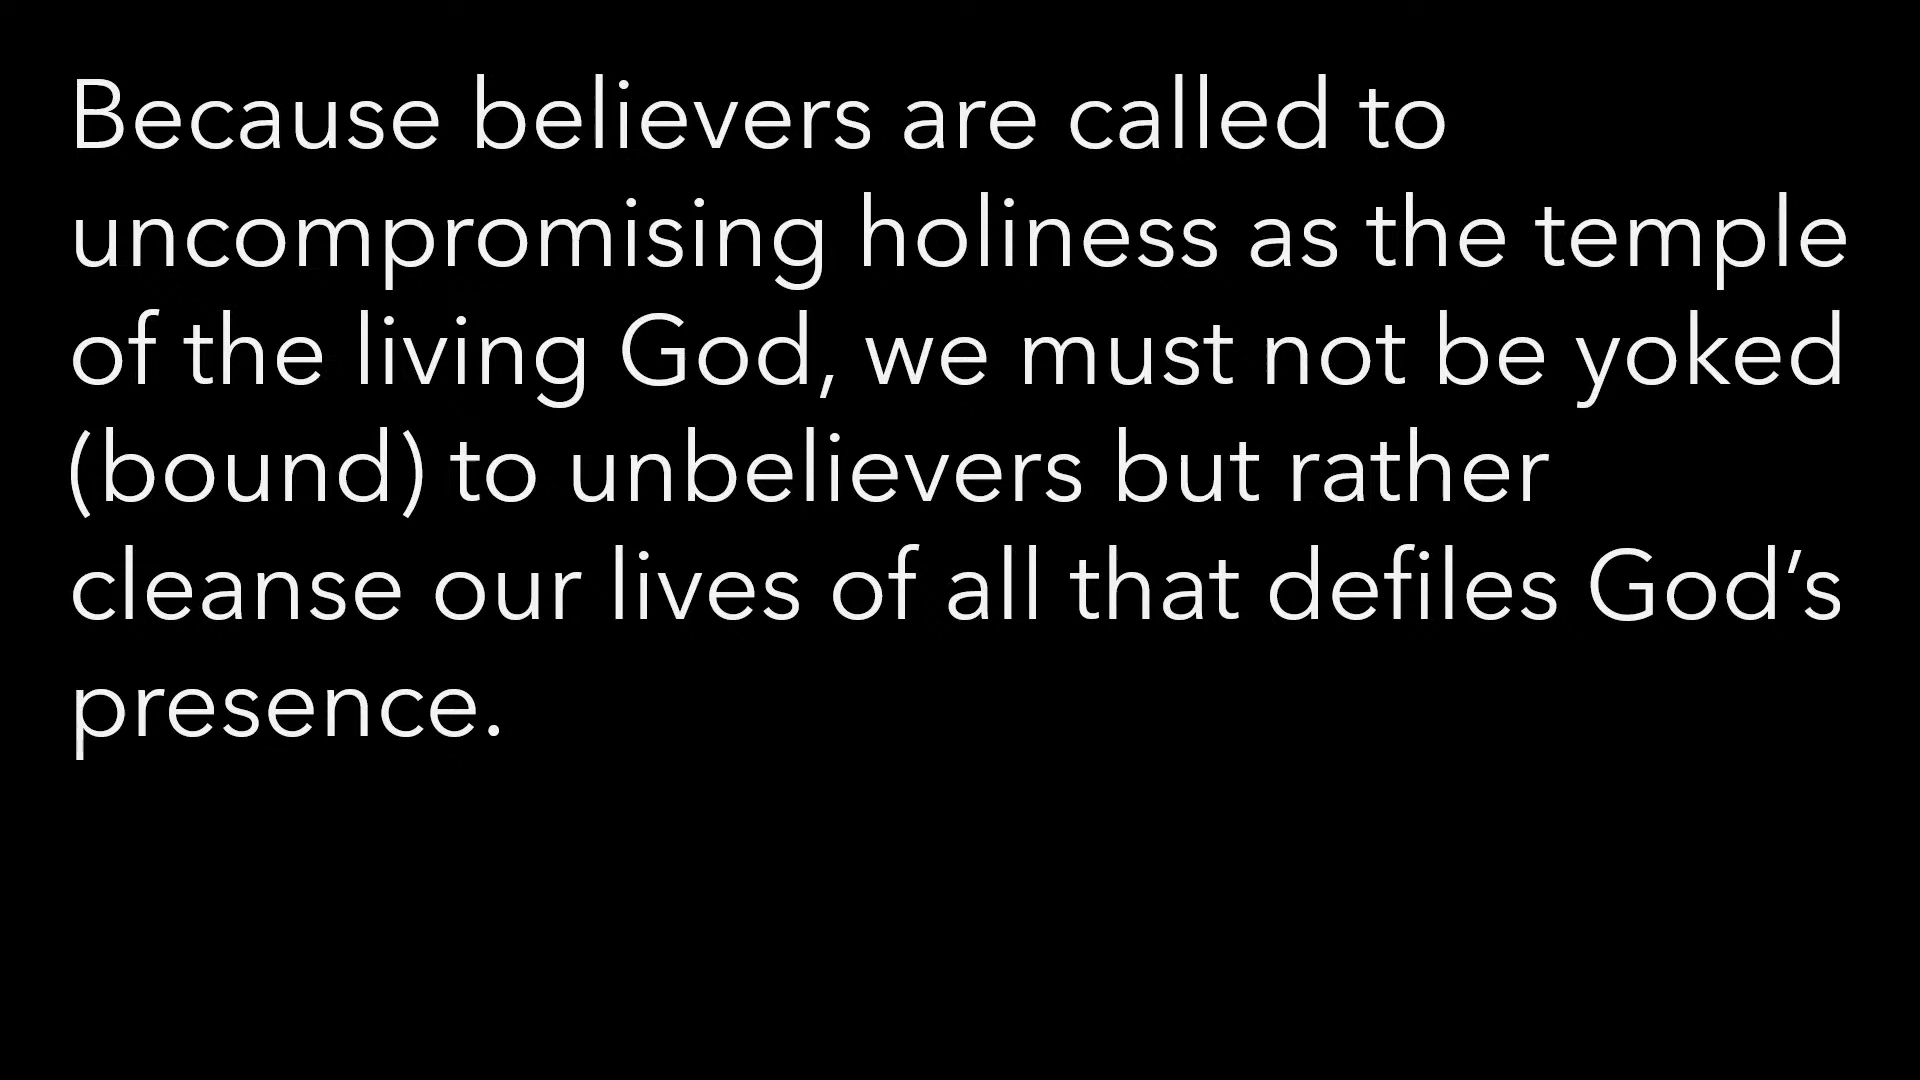 Because believers are called to
uncompromising holiness as the temple
of the living God, we must not be yoked
(bound) to unbelievers but rather
cleanse our lives of all that defiles God’s
presence.